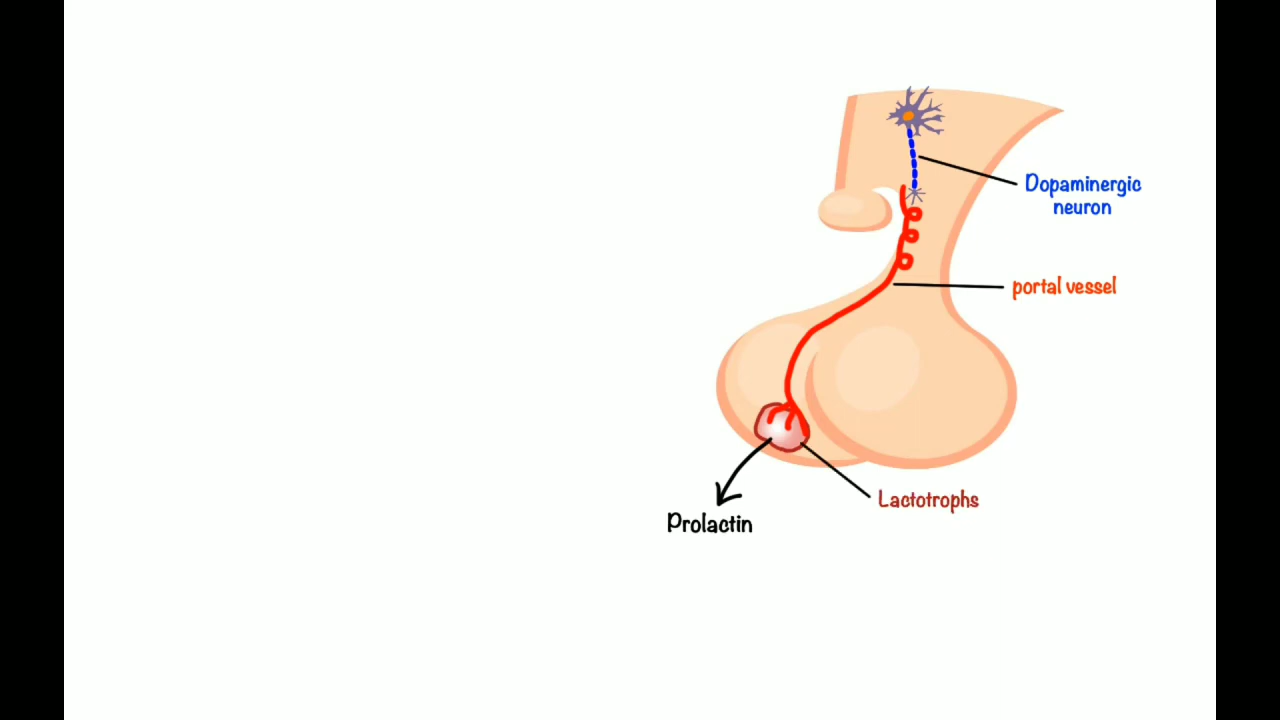 Dopaminergic
neuron
portal vessel
Lactotrophs
Prolactin